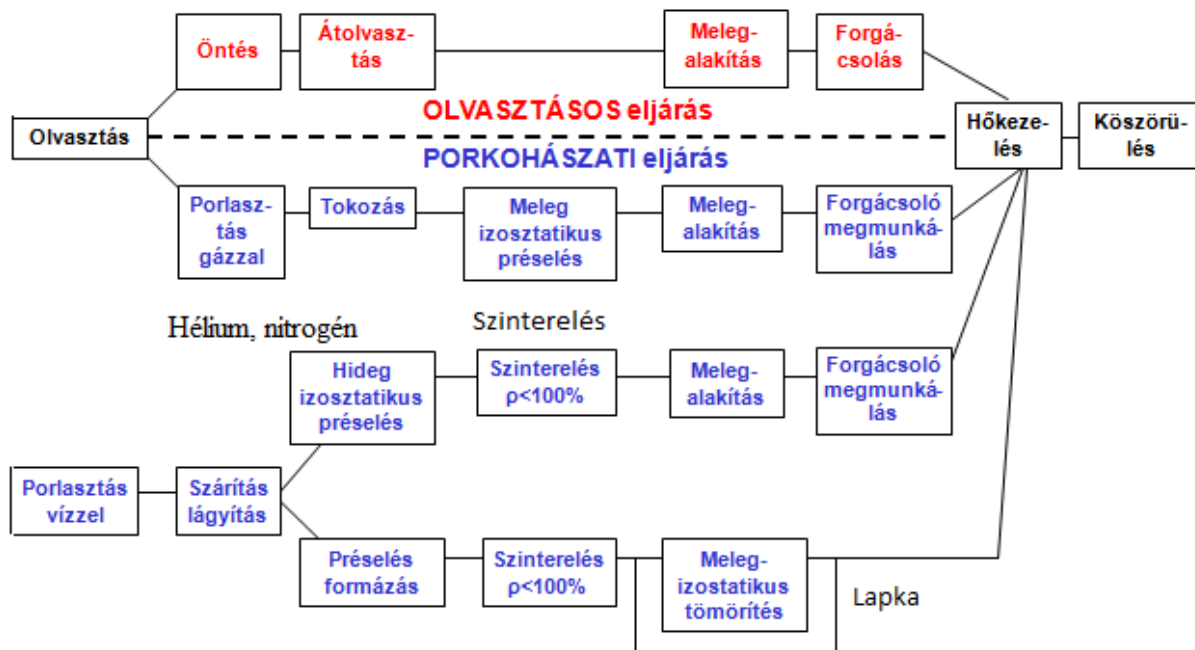 Öntés
Átolvasz-
tás
Meleg-
alakítás
Forgá-
csolás
OLVASZTÁSOS eljárás
Olvasztás
Hőkeze-
lés
Köszörü-
lés
PORKOHÁSZATI eljárás
Porlasz-
tás
gázzal
Tokozás
Meleg
izosztatikus
préselés
Meleg-
alakítás
Forgácsoló
megmunká-
lás
Hélium, nitrogén
Szinterelés
Hideg
izosztatikus
préselés
Szinterelés
ρ<100%
Meleg-
alakítás
Forgácsoló
megmunká-
lás
Porlasztás
vízzel
Szárítás
lágyítás
Préselés
formázás
Szinterelés
ρ<100%
Meleg-
izostatikus
tömörítés
Lapka